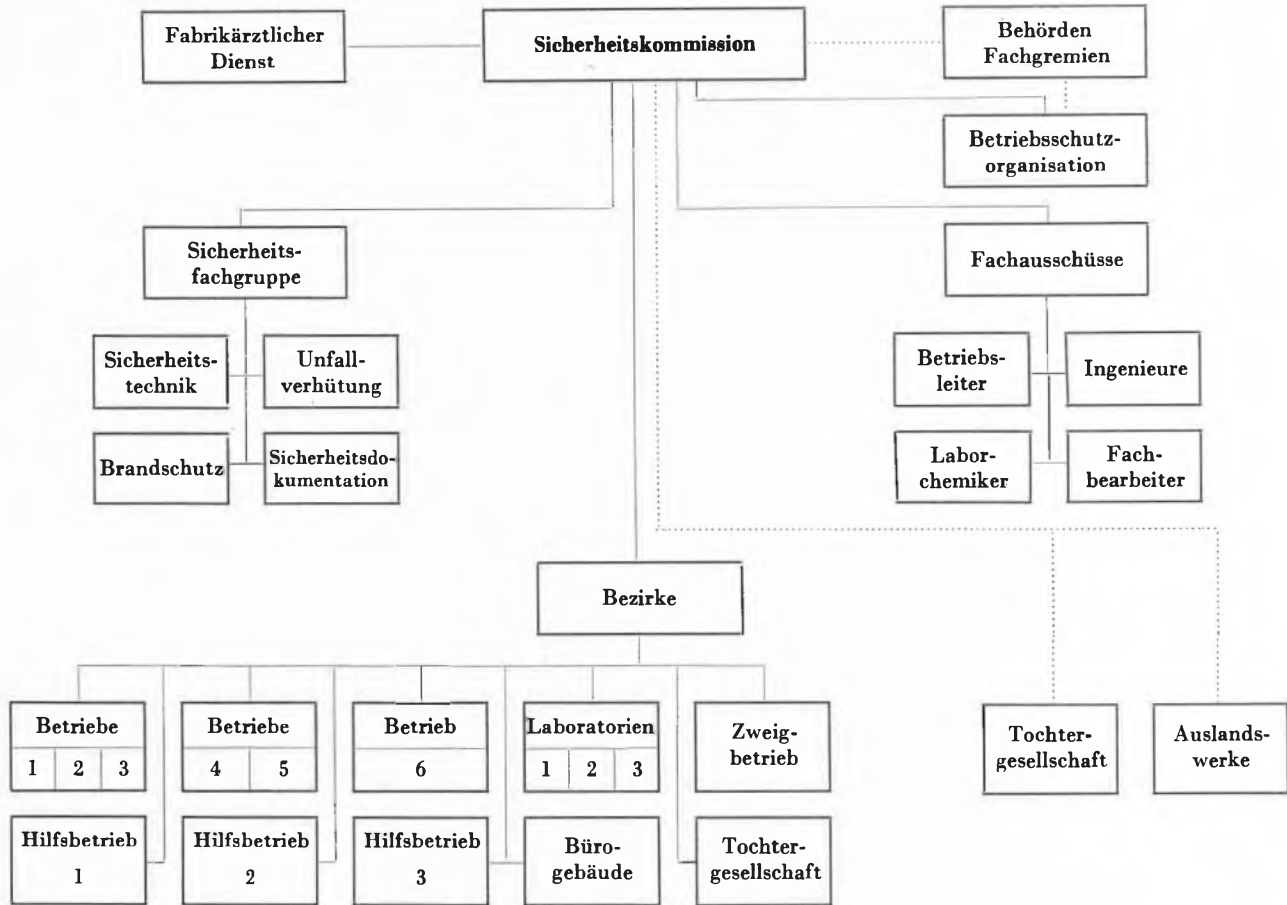 Fabrikärztlicher
Dienst
Sicherheitskommission
Behörden
Fachgremien
Betriebsschutz-
organisation
Sicherheits-
fachgruppe
Fachausschüsse
Sicherheits-
technik
Unfall-
verhütung
Betriebs-
leiter
Ingenieure
Brandschutz
Sicherheitsdo-
kumentation
Labor-
chemiker
Fach-
bearbeiter
Bezirke
Betriebe
1 2 3
Betriebe
4 5
Betrieb
6
Laboratorien
1 2 3
Zweig-
betrieb
Tochter-
gesellschaft
Auslands-
werke
Hilfsbetrieb
1
Hilfsbetrieb
2
Hilfsbetrieb
3
Büro-
gebäude
Tochter-
gesellschaft